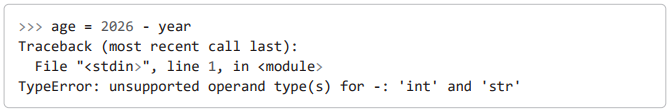 >>> age = 2026 - year
Traceback (most recent call last):
  File "<stdin>", line 1, in <module>
TypeError: unsupported operand type(s) for -: 'int' and 'str'